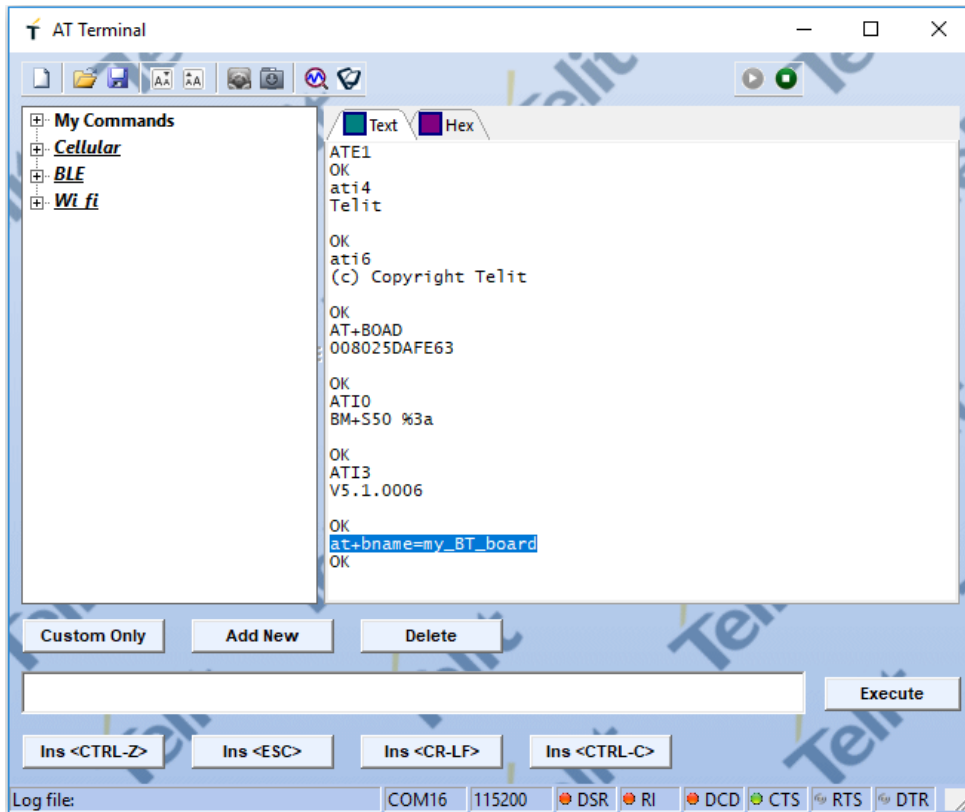 AT Terminal
My Commands
Cellular
BLE
Wi fi
Text
Hex
ATE1
OK
ati4
Telit
OK
ati6
(c) Copyright Telit
OK
AT+BOAD
008025DAFE63
OK
ATI0
BM+S50 %3a
OK
ATI3
V5.1.0006
OK
at+bname=my_BT_board
OK
Custom Only
Add New
Delete
Execute
Ins <CTRL-Z>
Ins <ESC>
Ins <CR-LF>
Ins <CTRL-C>
Log file:
COM16
115200
DSR
RI
DCD
CTS
RTS
DTR
Telit